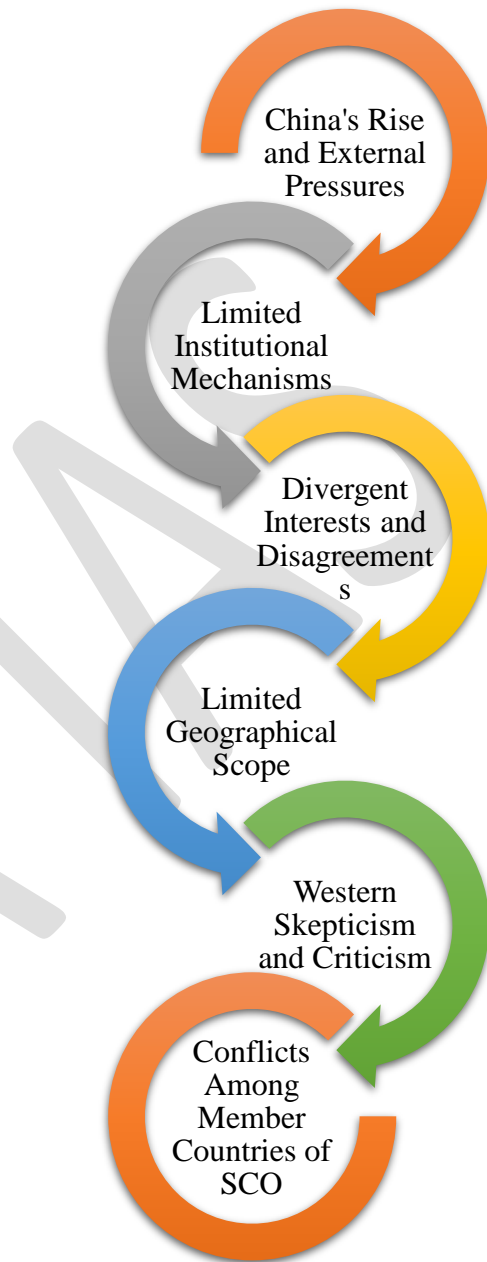 China's Rise
and External
Pressures
Limited
Institutional
Mechanisms
Divergent
Interests and
Disagreement
s
Limited
Geographical
Scope
Western
Skepticism
and Criticism
Conflicts
Among
Member
Countries of
SCO